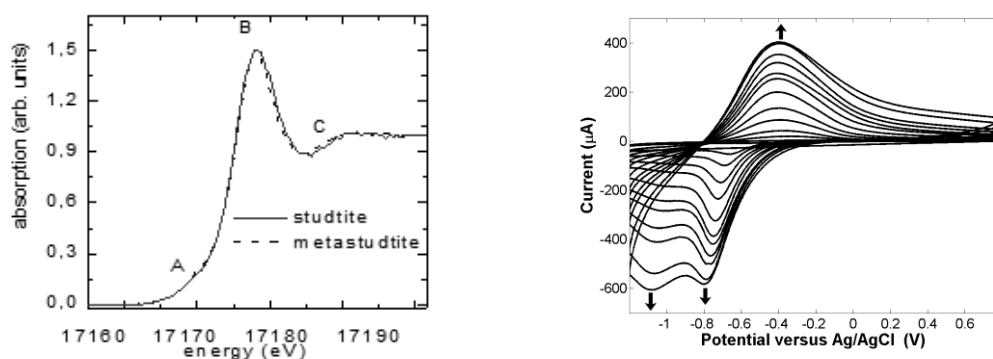 B
1,5
C
1,2
0,9
0,6
studtite
metastudtite
0,3
A
0,0
17160 17170 17180 17190
energy (eV)
absorption (arb. units)
400
200
0
-200
-400
-600
-1 -0.8 -0.6 -0.4 -0.2 0 0.2 0.4 0.6
Potential versus Ag/AgCl (V)
Current (µA)